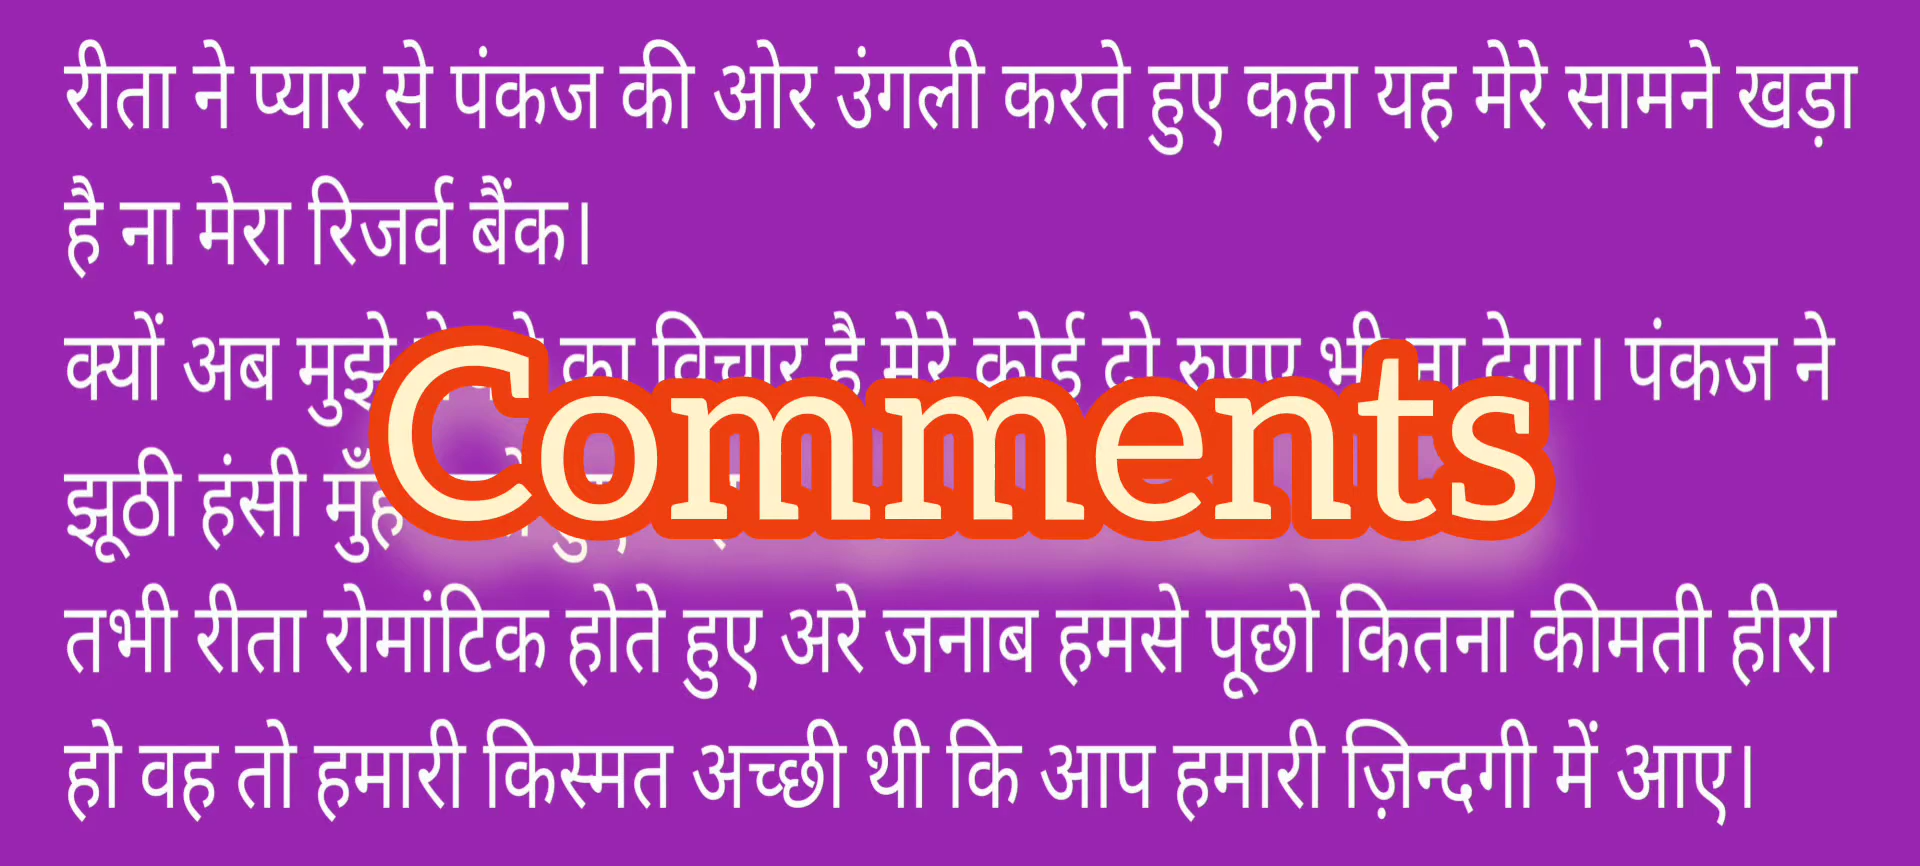 रीता ने प्यार से पंकज की ओर उंगली करते हुए कहा यह मेरे सामने खड़ा
है ना मेरा रिजर्व बैंक।
क्यों अब मुझे का विचार है मेरे कोई दो रुपए भी ना देगा। पंकज ने
झूठी हंसी मुँह
Comments
तभी रीता रोमांटिक होते हुए अरे जनाब हमसे पूछो कितना कीमती हीरा
हो वह तो हमारी किस्मत अच्छी थी कि आप हमारी ज़िन्दगी में आए।